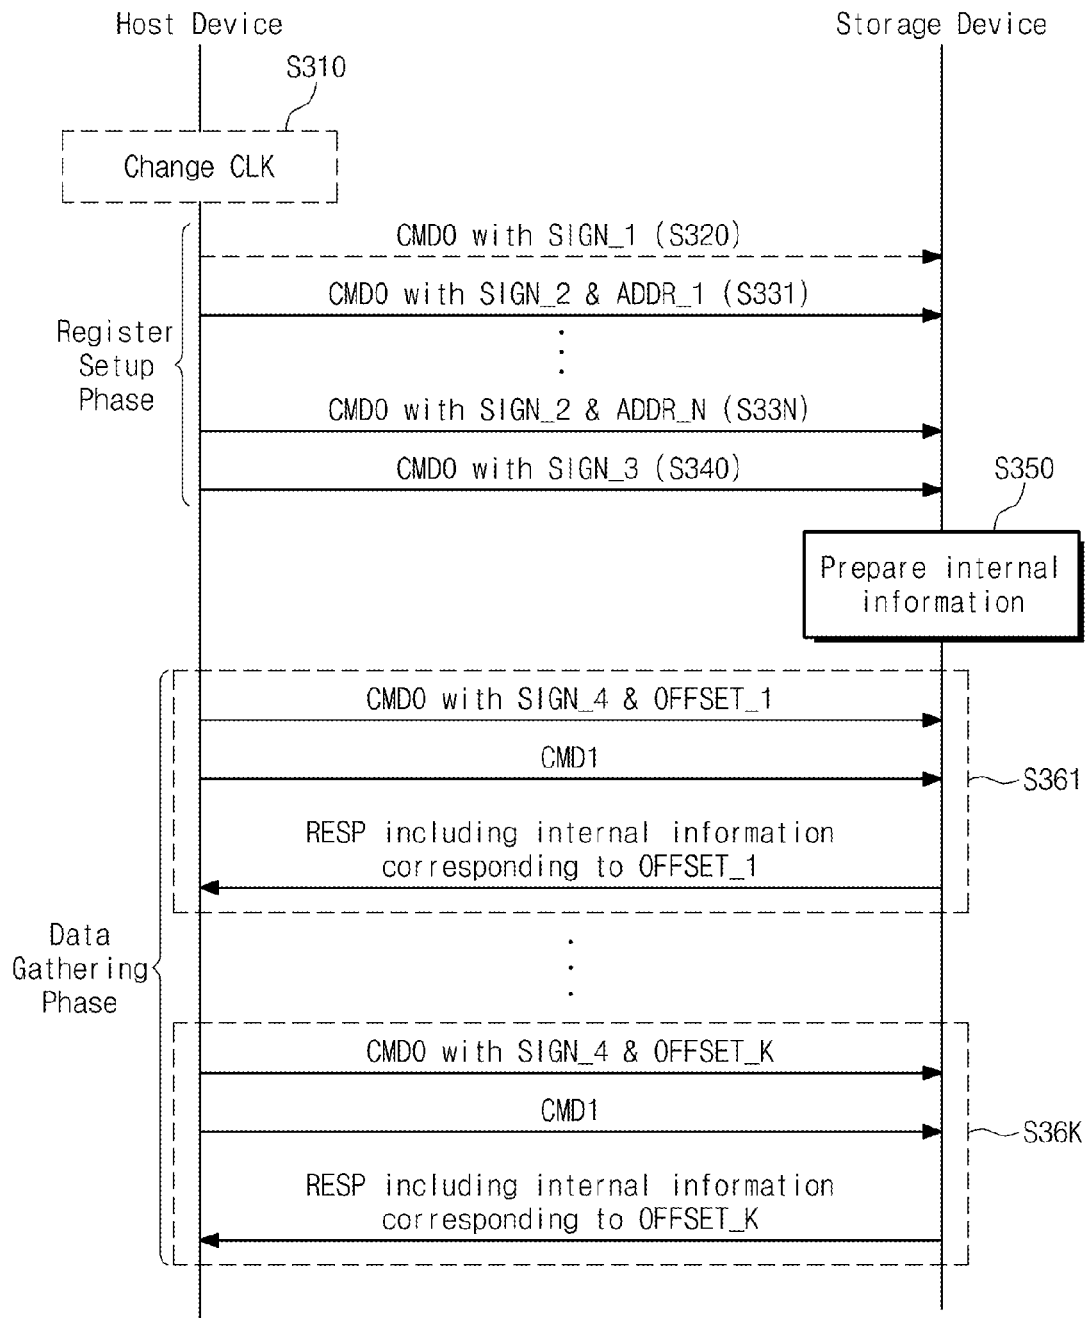 Host Device
Storage Device
S310
Change CLK
CMD0 with SIGN_1 (S320)
CMD0 with SIGN_2 & ADDR_1 (S331)
Register
Setup
Phase
CMD0 with SIGN_2 & ADDR_N (S33N)
CMD0 with SIGN_3 (S340)
S350
Prepare internal
information
CMD0 with SIGN_4 & OFFSET_1
CMD1
S361
RESP including internal information
corresponding to OFFSET_1
Data
Gathering
Phase
CMD0 with SIGN_4 & OFFSET_K
CMD1
S36K
RESP including internal information
corresponding to OFFSET_K